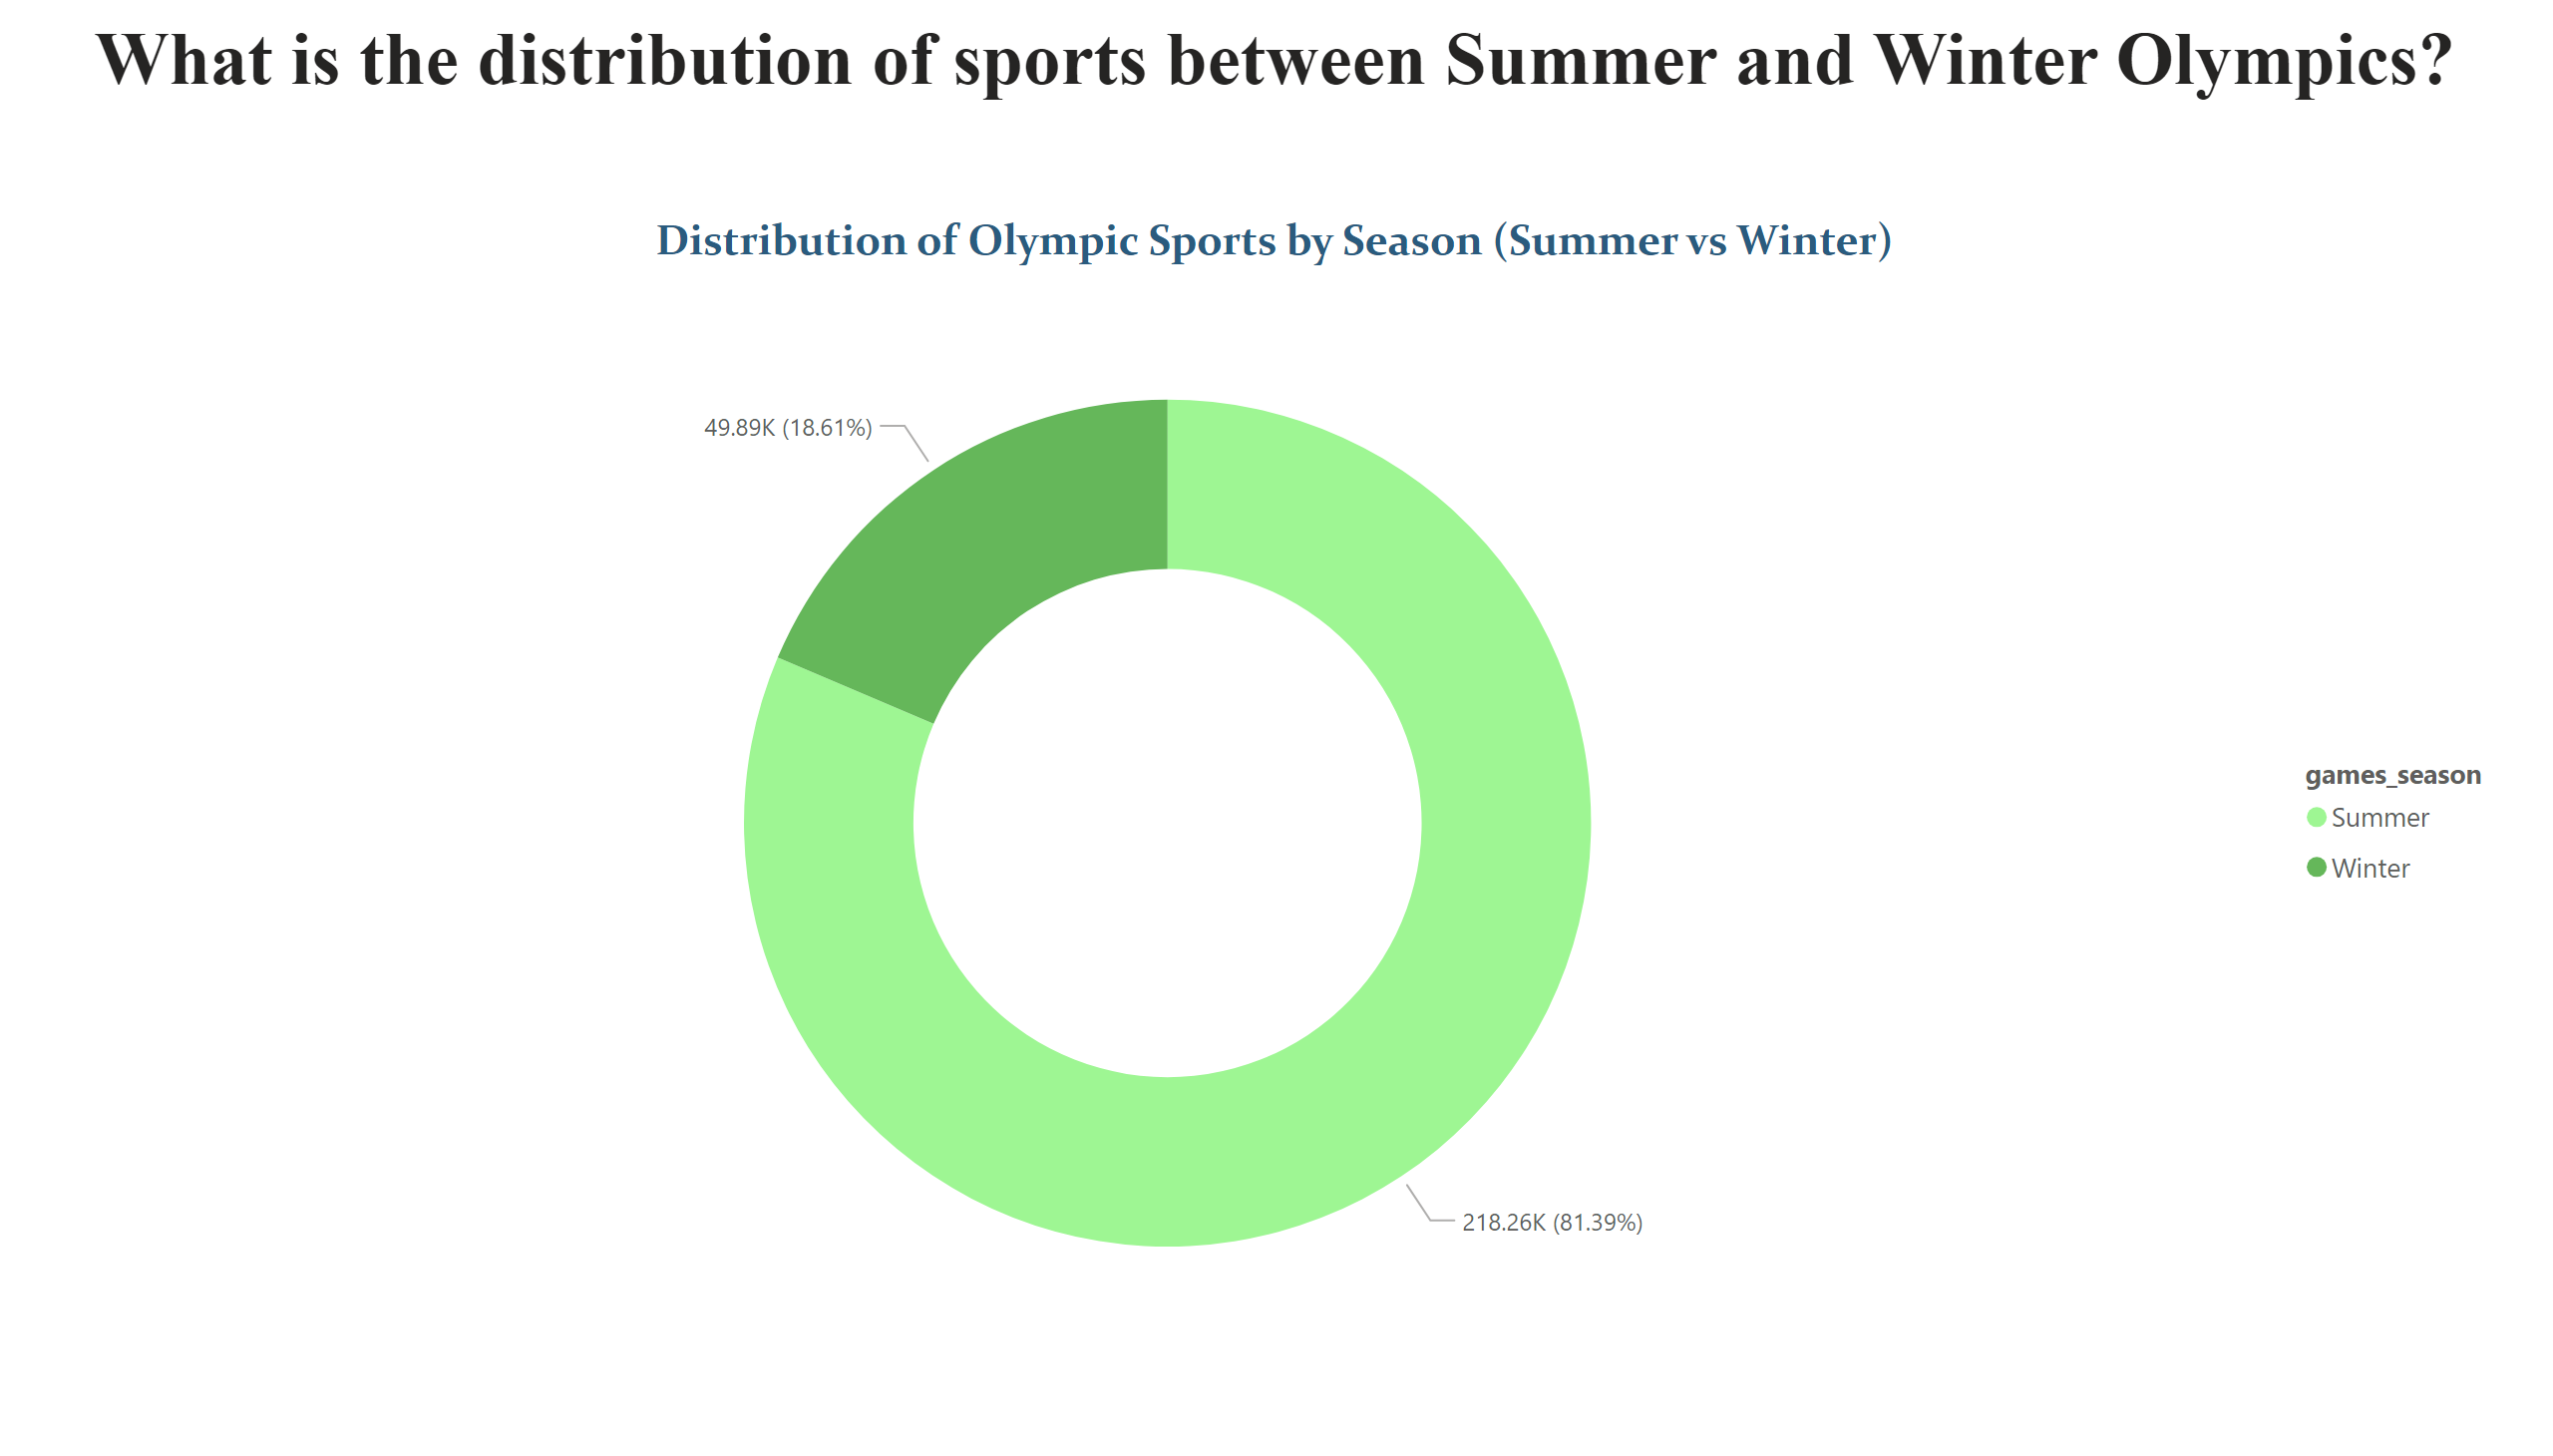 What is the distribution of sports between Summer and Winter Olympics?
Distribution of Olympic Sports by Season (Summer vs Winter)
49.89K (18.61%)
218.26K (81.39%)
games_season
Summer
Winter